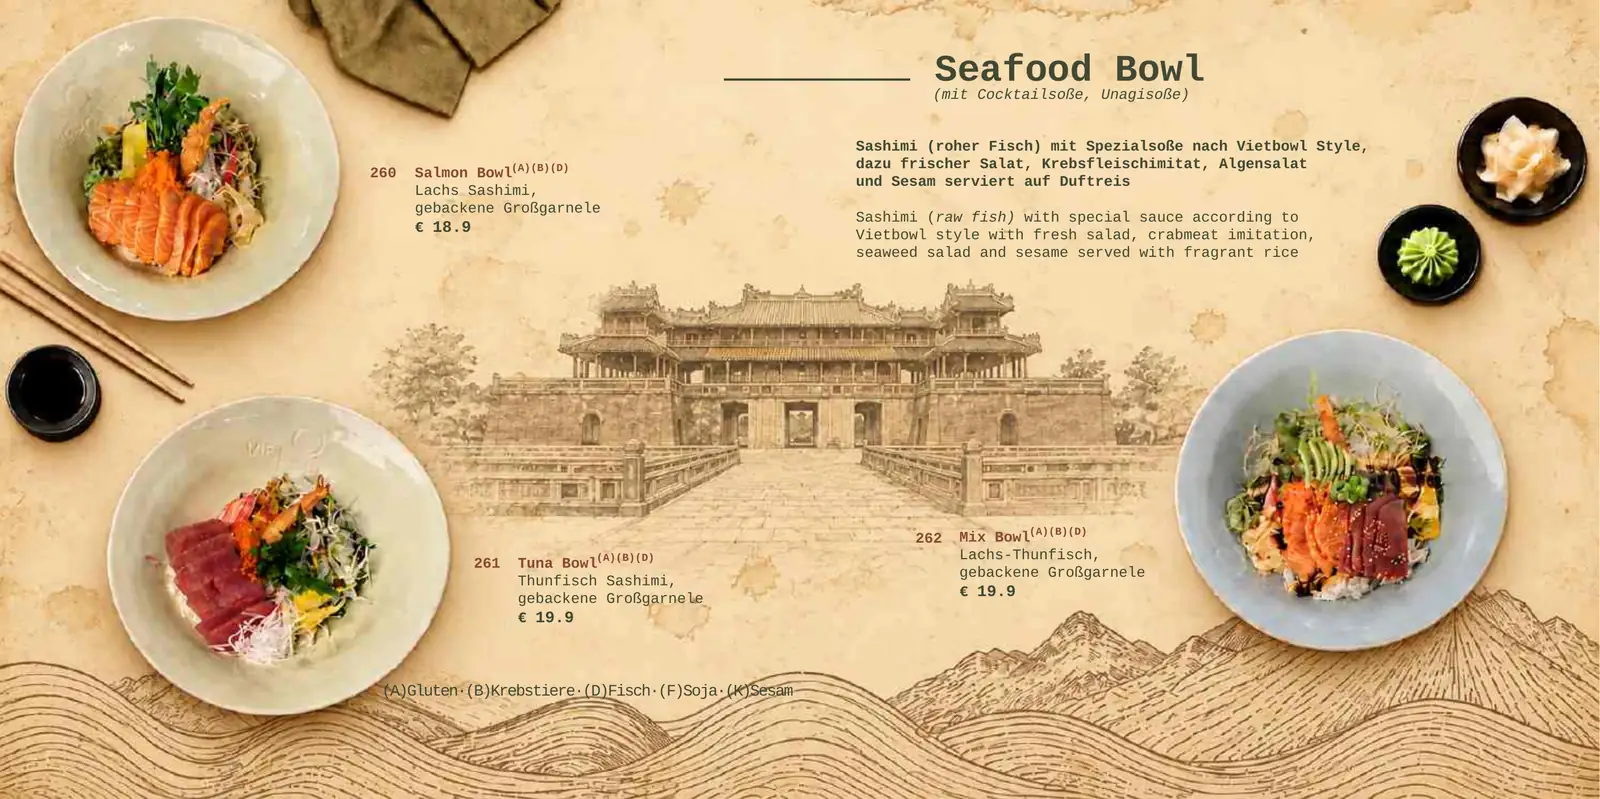 Seafood Bowl
(mit Cocktailsoße, Unagisoße)
Sashimi (roher Fisch) mit Spezialsoße nach Vietbowl Style,
dazu frischer Salat, Krebsfleischimitat, Algensalat
und Sesam serviert auf Duftreis
Sashimi (raw fish) with special sauce according to
Vietbowl style with fresh salad, crabmeat imitation,
seaweed salad and sesame served with fragrant rice
260 Salmon Bowl(A)(B)(D)
Lachs Sashimi,
gebackene Großgarnele
€ 18.9
261 Tuna Bowl(A)(B)(D)
Thunfisch Sashimi,
gebackene Großgarnele
€ 19.9
262 Mix Bowl(A)(B)(D)
Lachs-Thunfisch,
gebackene Großgarnele
€ 19.9
(A)Gluten·(B)Krebstiere·(D)Fisch·(F)Soja·(K)Sesam